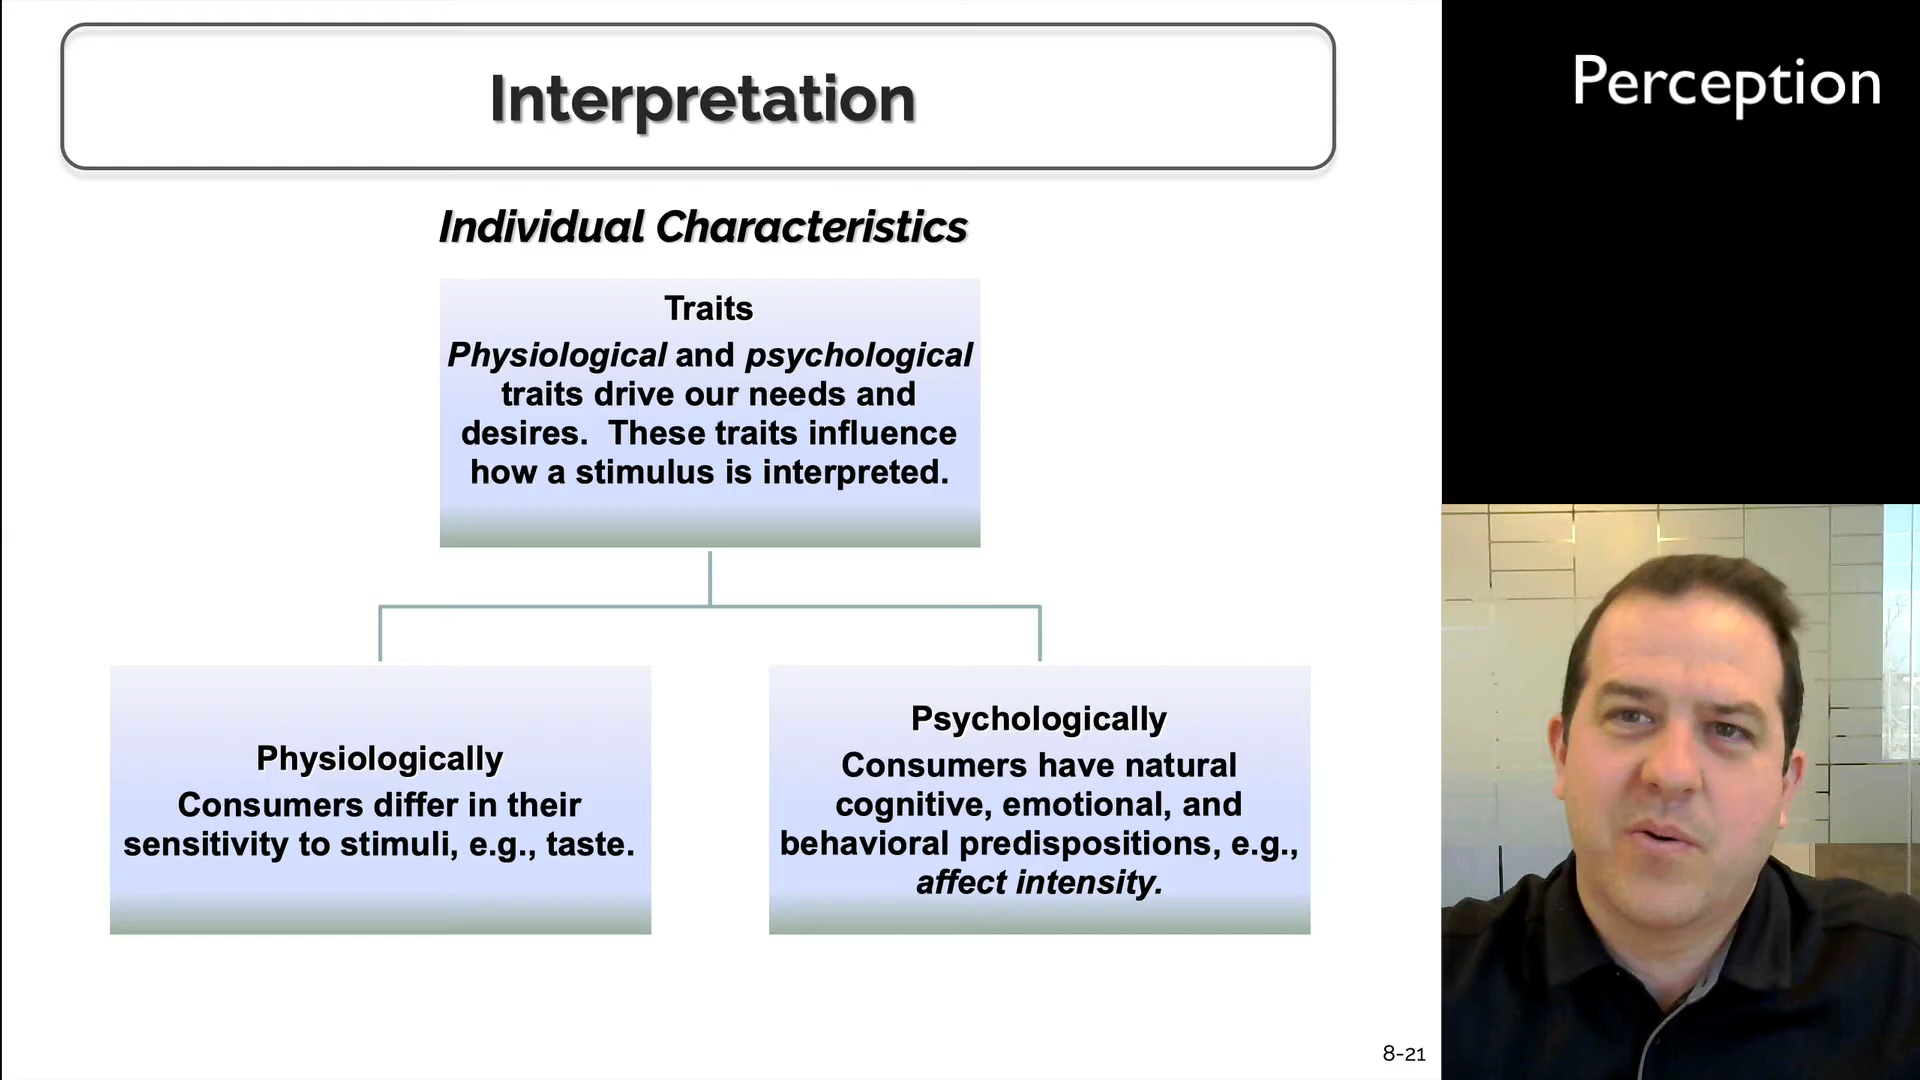 Interpretation
Perception
Individual Characteristics
Traits
Physiological and psychological
traits drive our needs and
desires.  These traits influence
how a stimulus is interpreted.
Physiologically
Consumers differ in their
sensitivity to stimuli, e.g., taste.
Psychologically
Consumers have natural
cognitive, emotional, and
behavioral predispositions, e.g.,
affect intensity.
8-21